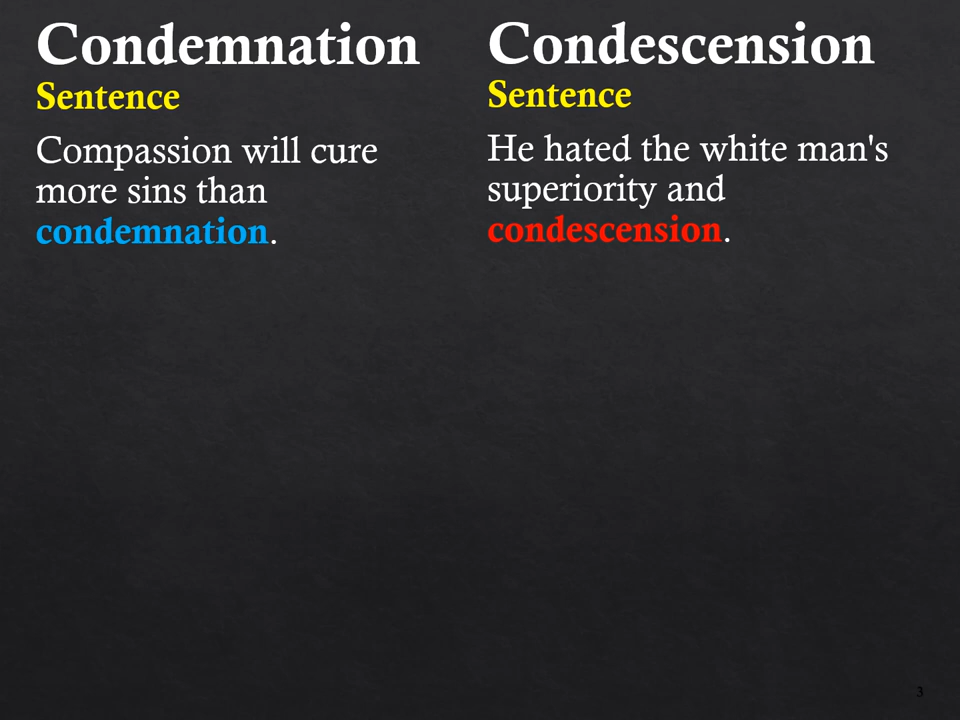 Condemnation
Sentence
Compassion will cure
more sins than
condemnation.
Condescension
Sentence
He hated the white man's
superiority and
condescension.
3